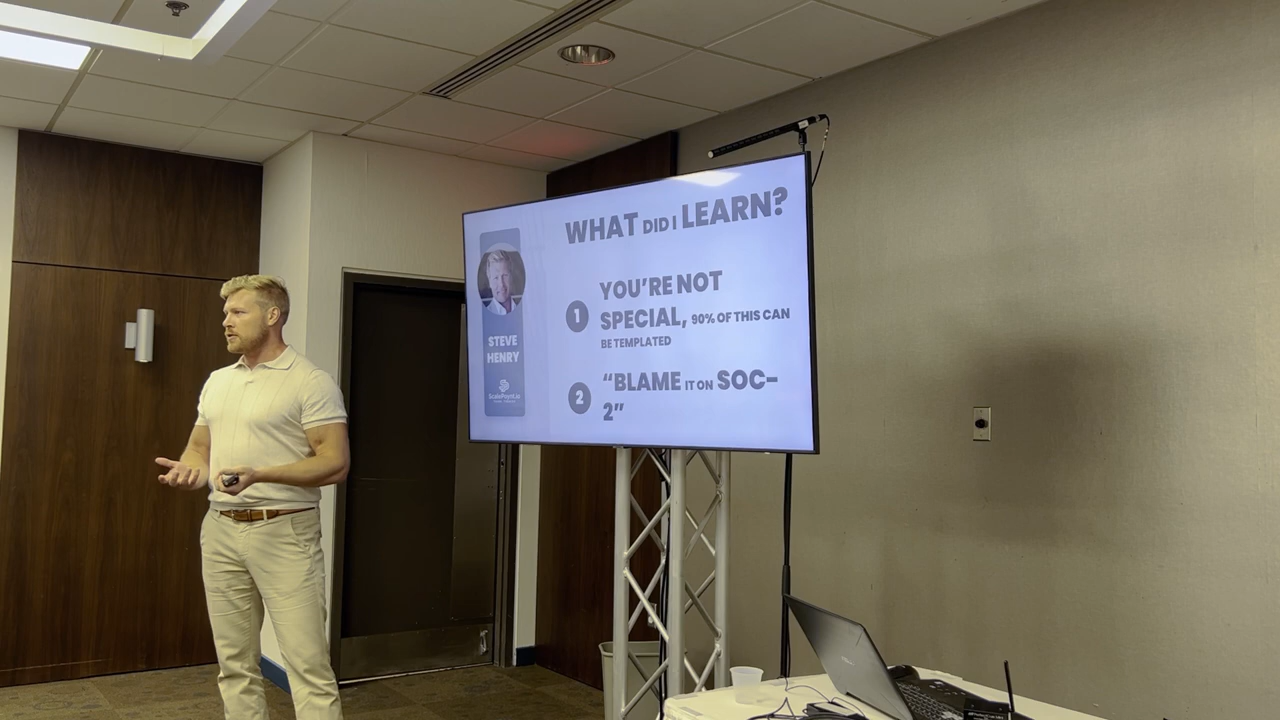 WHAT DID I LEARN?
1
YOU'RE NOT
SPECIAL, 90% OF THIS CAN
BE TEMPLATED
2
“BLAME IT ON SOC-
2”
STEVE
HENRY